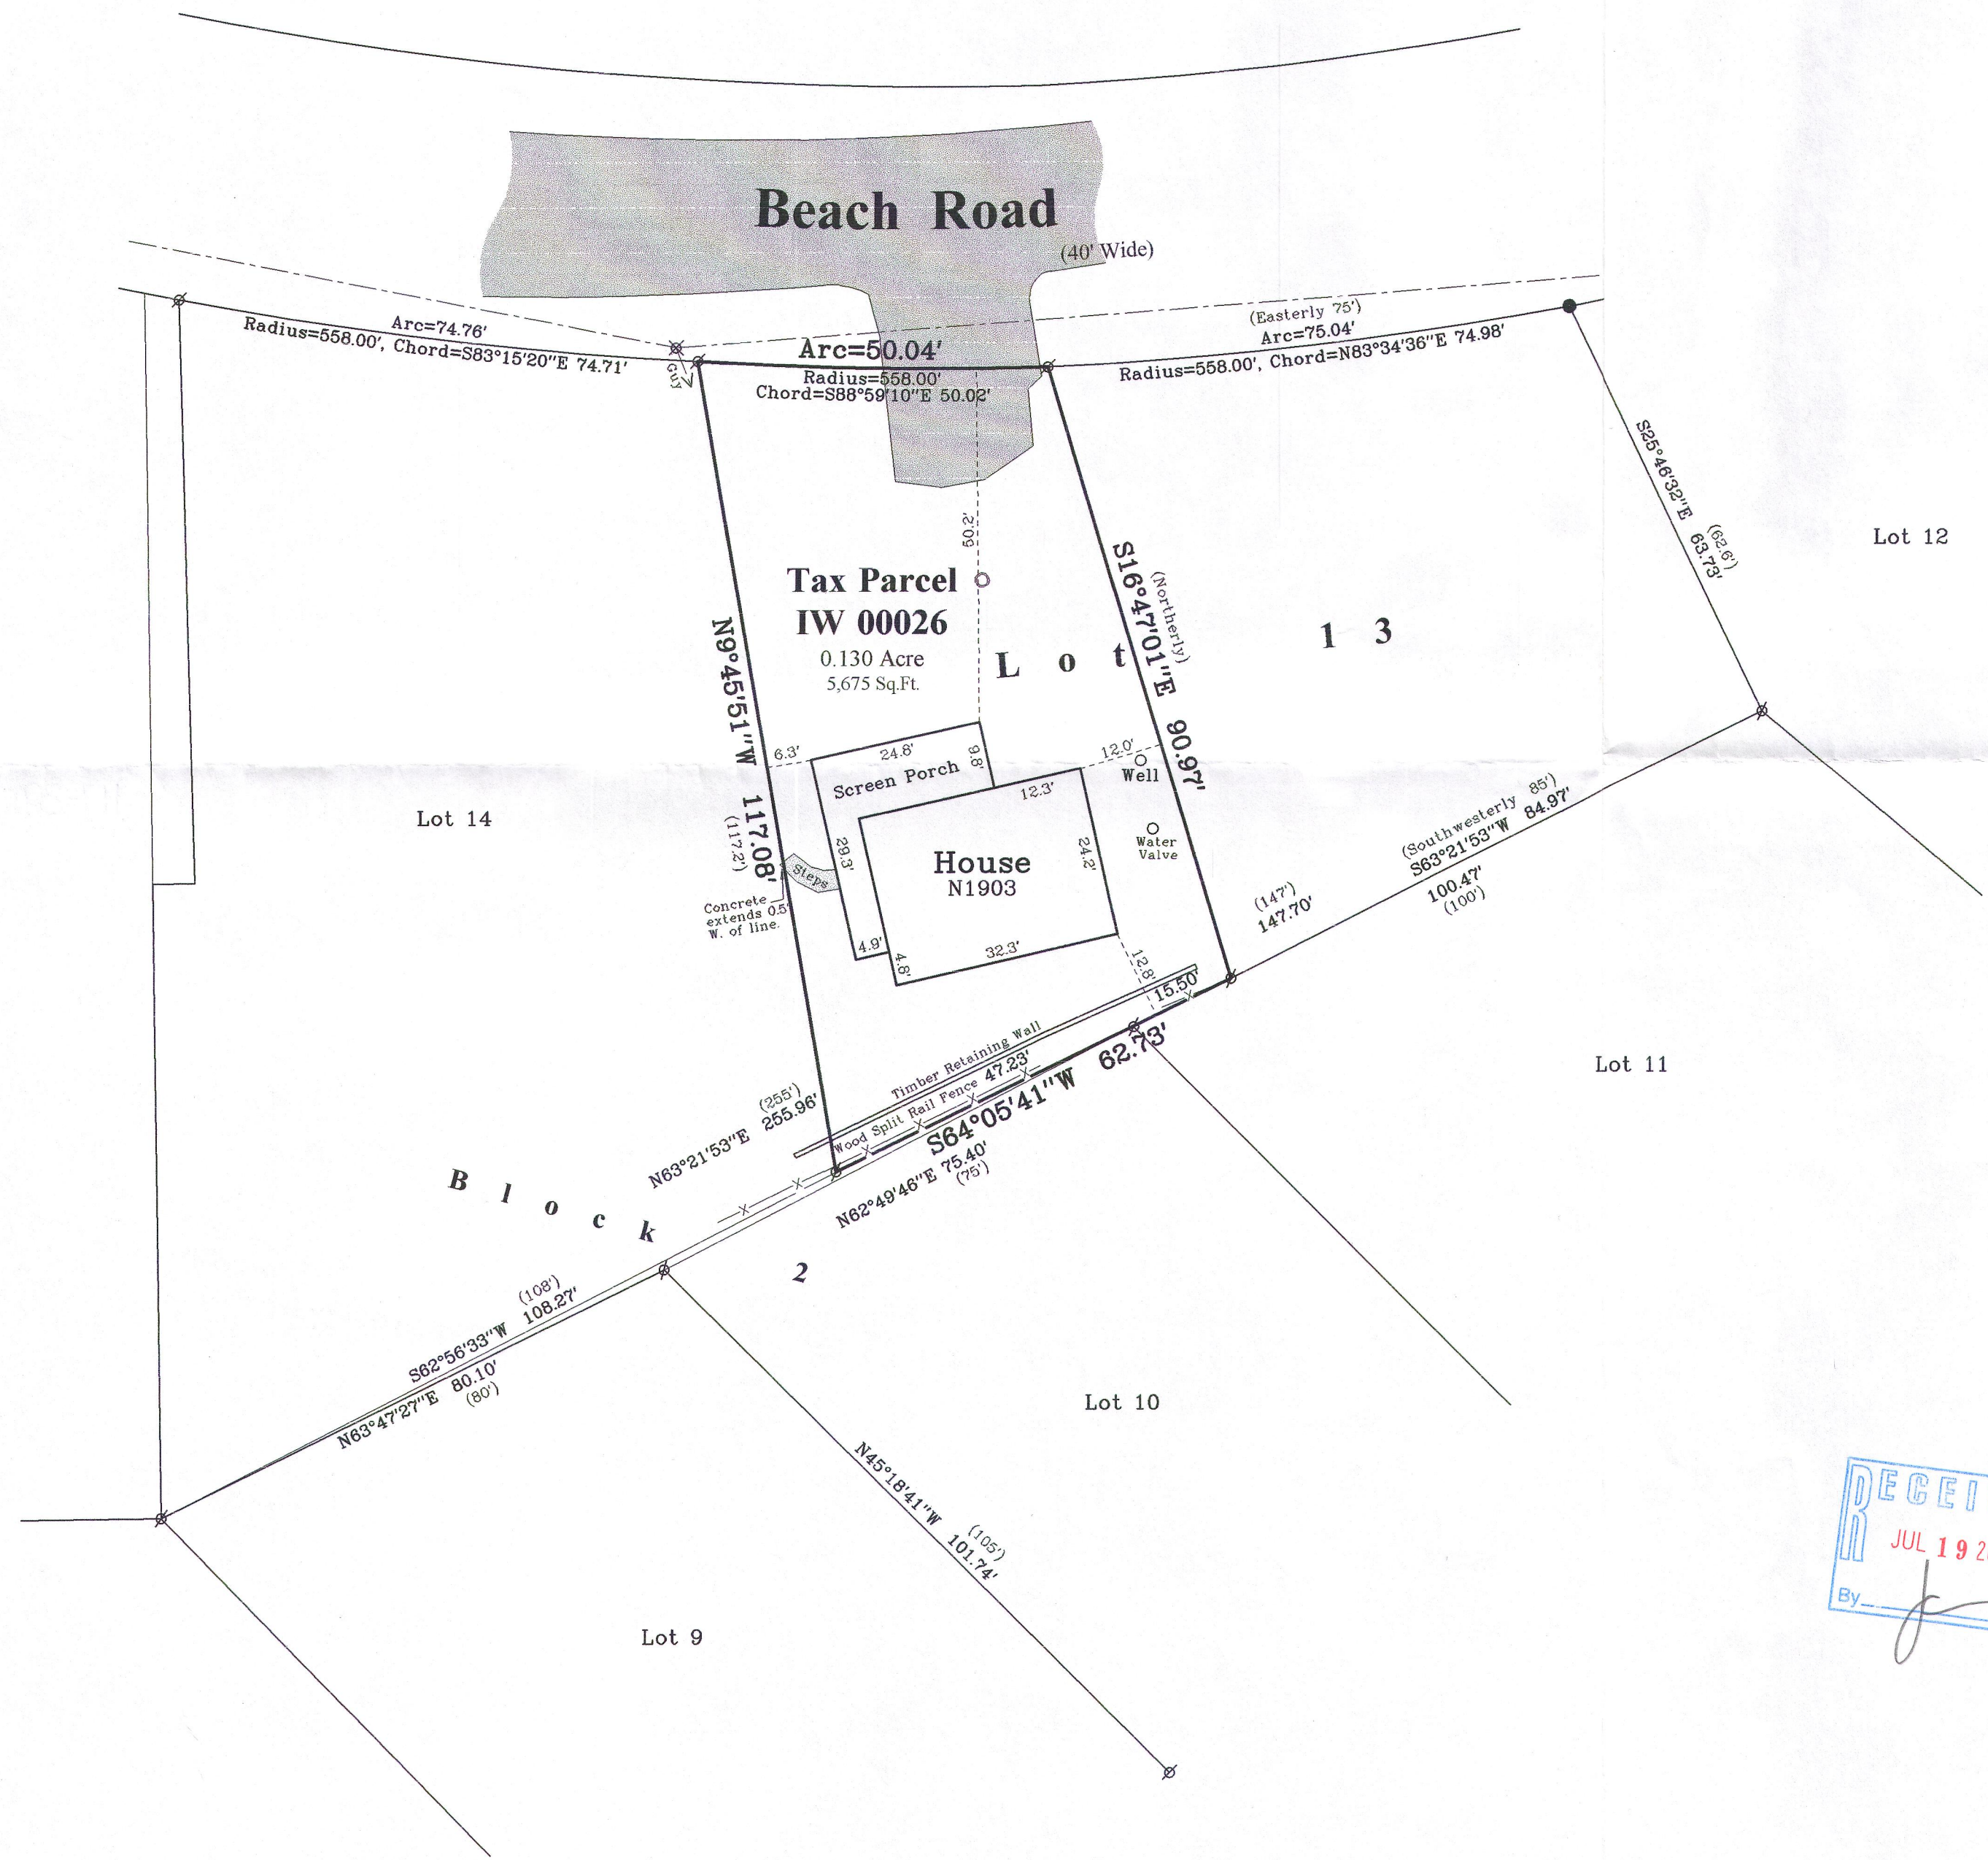 Beach Road
(40' Wide)
Arc=74.76'
Radius=558.00', Chord=S83°15'20"E 74.71'
Guy
Arc=50.04'
Radius=558.00'
Chord=S88°59'10"E 50.02'
(Easterly 75')
Arc=75.04'
Radius=558.00', Chord=N83°34'36"E 74.98'
S25°46'32"E 63.73'
(62.6')
Lot 12
50.2'
Tax Parcel
IW 00026
0.130 Acre
5,675 Sq.Ft.
Lot 13
(Northerly)
S16°47'01"E 90.97'
N9°45'51"W 117.08'
(117.2')
6.3'
24.8'
9.8'
Screen Porch
12.3'
12.0'
Well
Water
Valve
House
N1903
29.3'
24.2'
Steps
Concrete
extends 0.5'
W. of line.
4.9'
4.8'
32.3'
12.8'
15.50'
Lot 14
(147')
147.70'
(Southwesterly 85')
S63°21'53"W 84.97'
100.47'
(100')
Lot 11
Timber Retaining Wall
Wood Split Rail Fence 47.23'
S64°05'41"W 62.73'
N62°49'46"E 75.40'
(75')
(255')
N63°21'53"E 255.96'
Block
2
(108')
S62°56'33"W 108.27'
N63°47'27"E 80.10'
(80')
Lot 10
N45°18'41"W 101.74'
(105')
Lot 9
RECEI
JUL 19 2
By